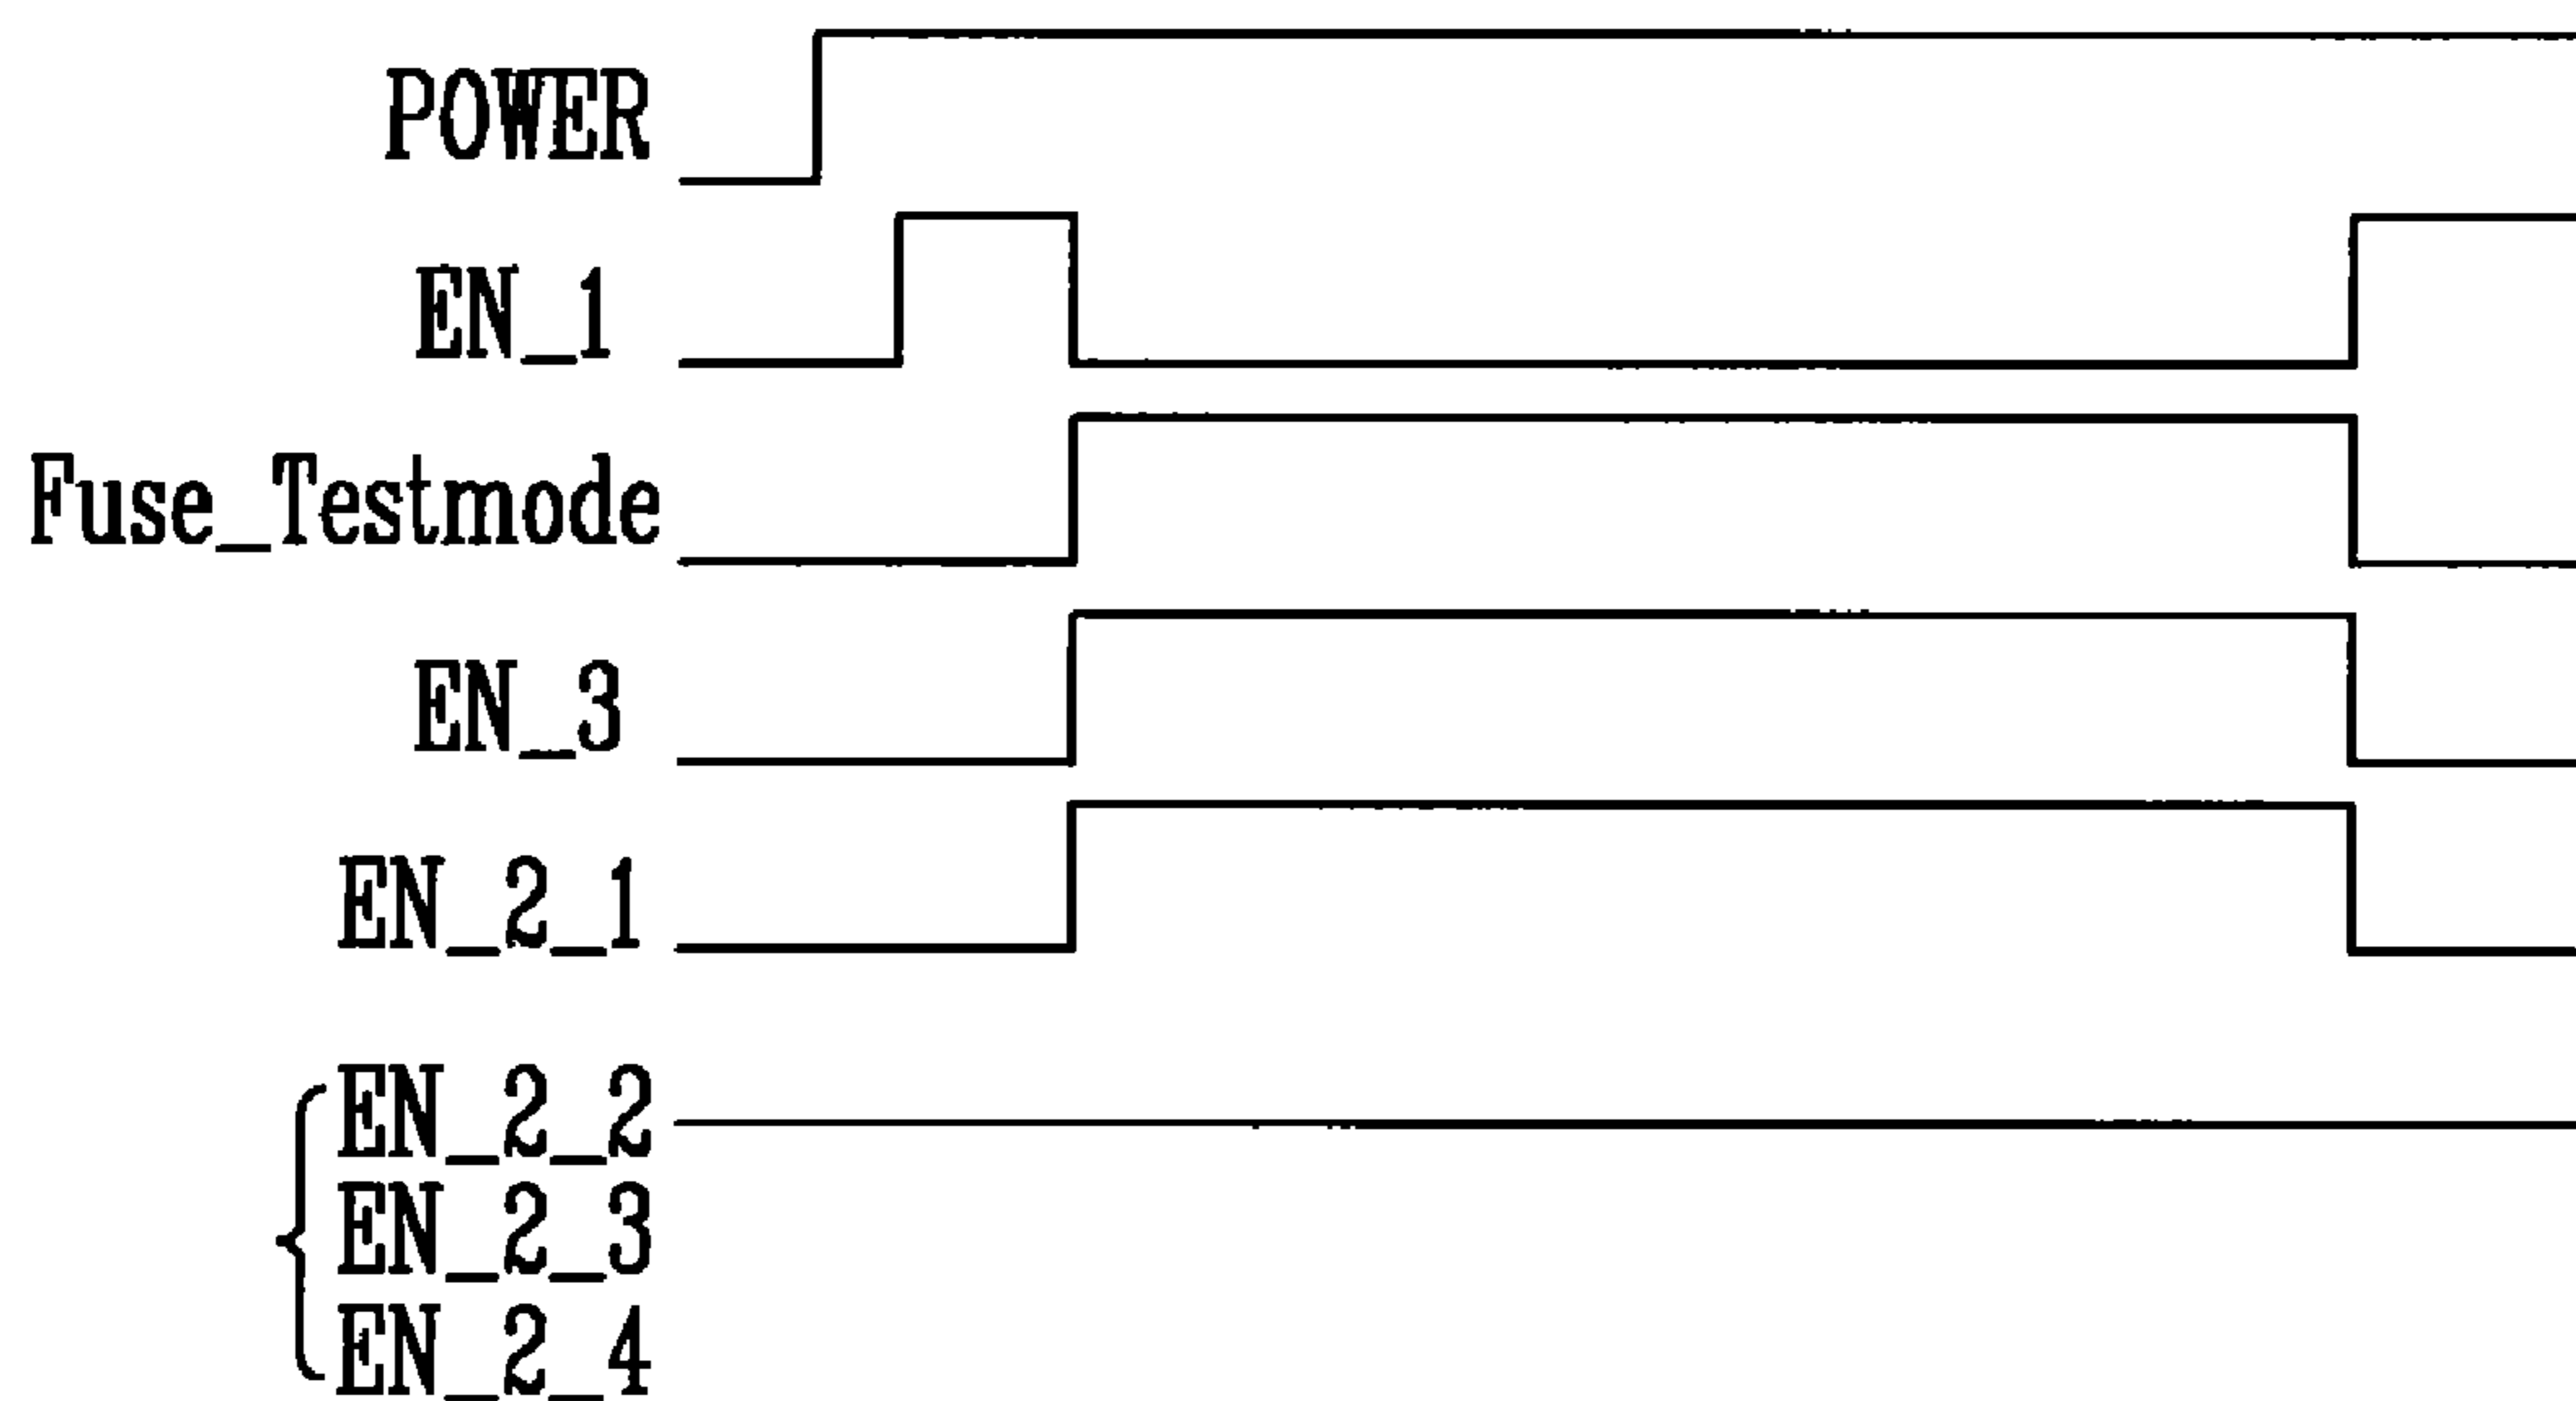 POWER
EN_1
Fuse_Testmode
EN_3
EN_2_1
EN_2_2
EN_2_3
EN_2_4